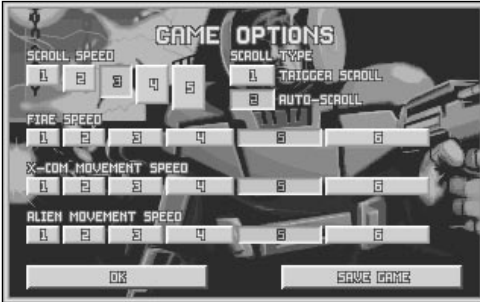 GAME OPTIONS
SCROLL SPEED
1 2 3 4 5
SCROLL TYPE
1 TRIGGER SCROLL
2 AUTO-SCROLL
FIRE SPEED
1 2 3 4 5 6
X-COM MOVEMENT SPEED
1 2 3 4 5 6
ALIEN MOVEMENT SPEED
1 2 3 4 5 6
OK SAVE GAME